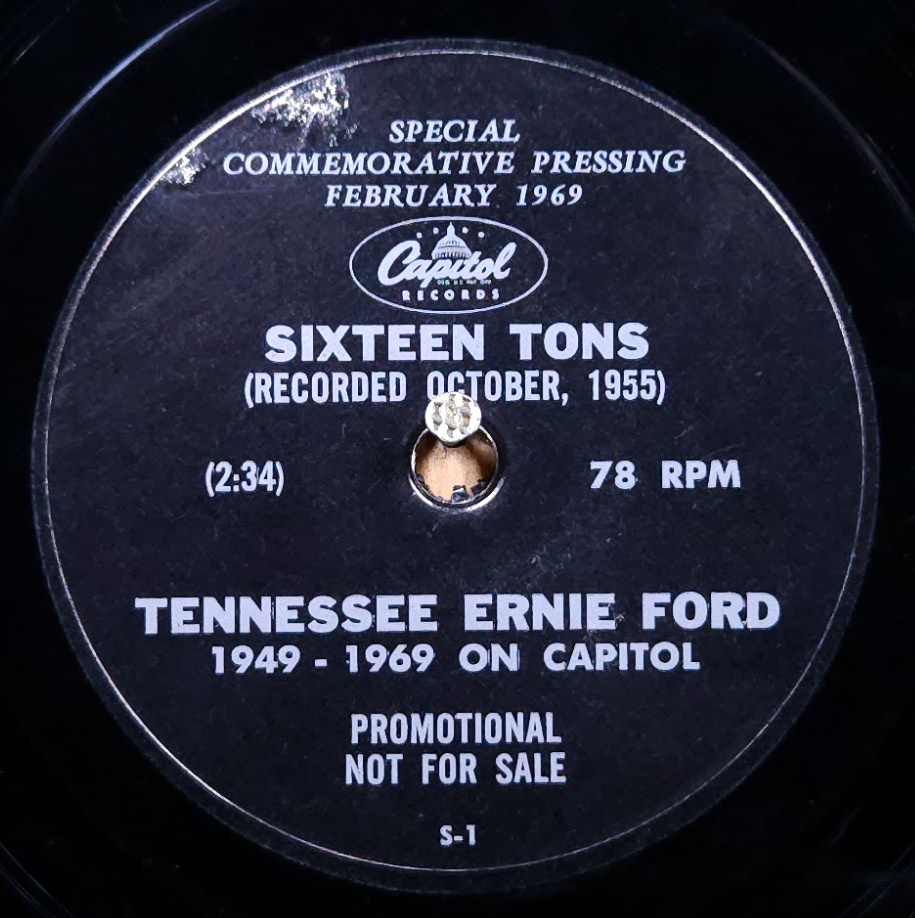 SPECIAL
COMMEMORATIVE PRESSING
FEBRUARY 1969
Capitol
RECORDS
SIXTEEN TONS
(RECORDED OCTOBER, 1955)
(2:34) 78 RPM
TENNESSEE ERNIE FORD
1949 - 1969 ON CAPITOL
PROMOTIONAL
NOT FOR SALE
S-1